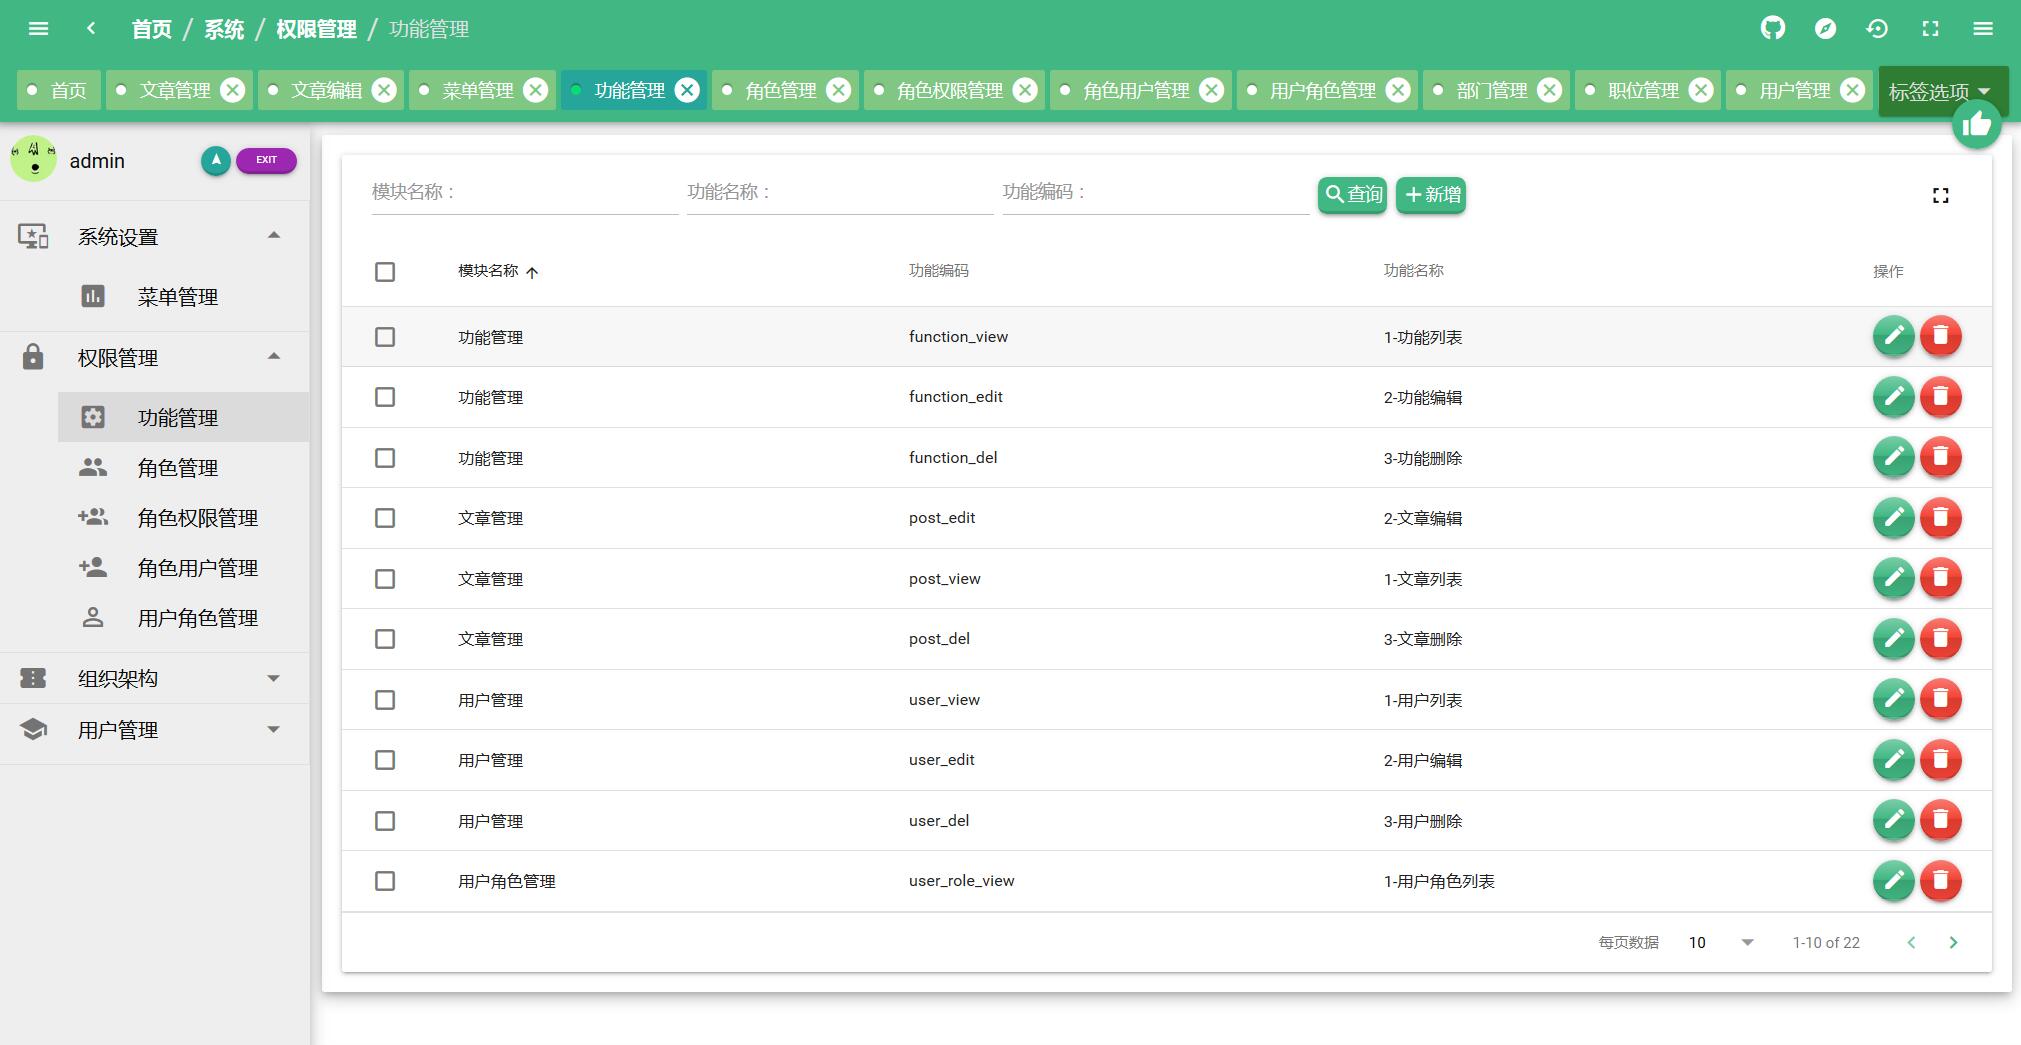 首页 / 系统 / 权限管理 / 功能管理
首页 文章管理 文章编辑 菜单管理 功能管理 角色管理 角色权限管理 角色用户管理 用户角色管理 部门管理 职位管理 用户管理 标签选项
admin EXIT
系统设置
菜单管理
权限管理
功能管理
角色管理
角色权限管理
角色用户管理
用户角色管理
组织架构
用户管理
模块名称： 功能名称： 功能编码： 查询 新增
模块名称 功能编码 功能名称 操作
功能管理 function_view 1-功能列表
功能管理 function_edit 2-功能编辑
功能管理 function_del 3-功能删除
文章管理 post_edit 2-文章编辑
文章管理 post_view 1-文章列表
文章管理 post_del 3-文章删除
用户管理 user_view 1-用户列表
用户管理 user_edit 2-用户编辑
用户管理 user_del 3-用户删除
用户角色管理 user_role_view 1-用户角色列表
每页数据 10 1-10 of 22